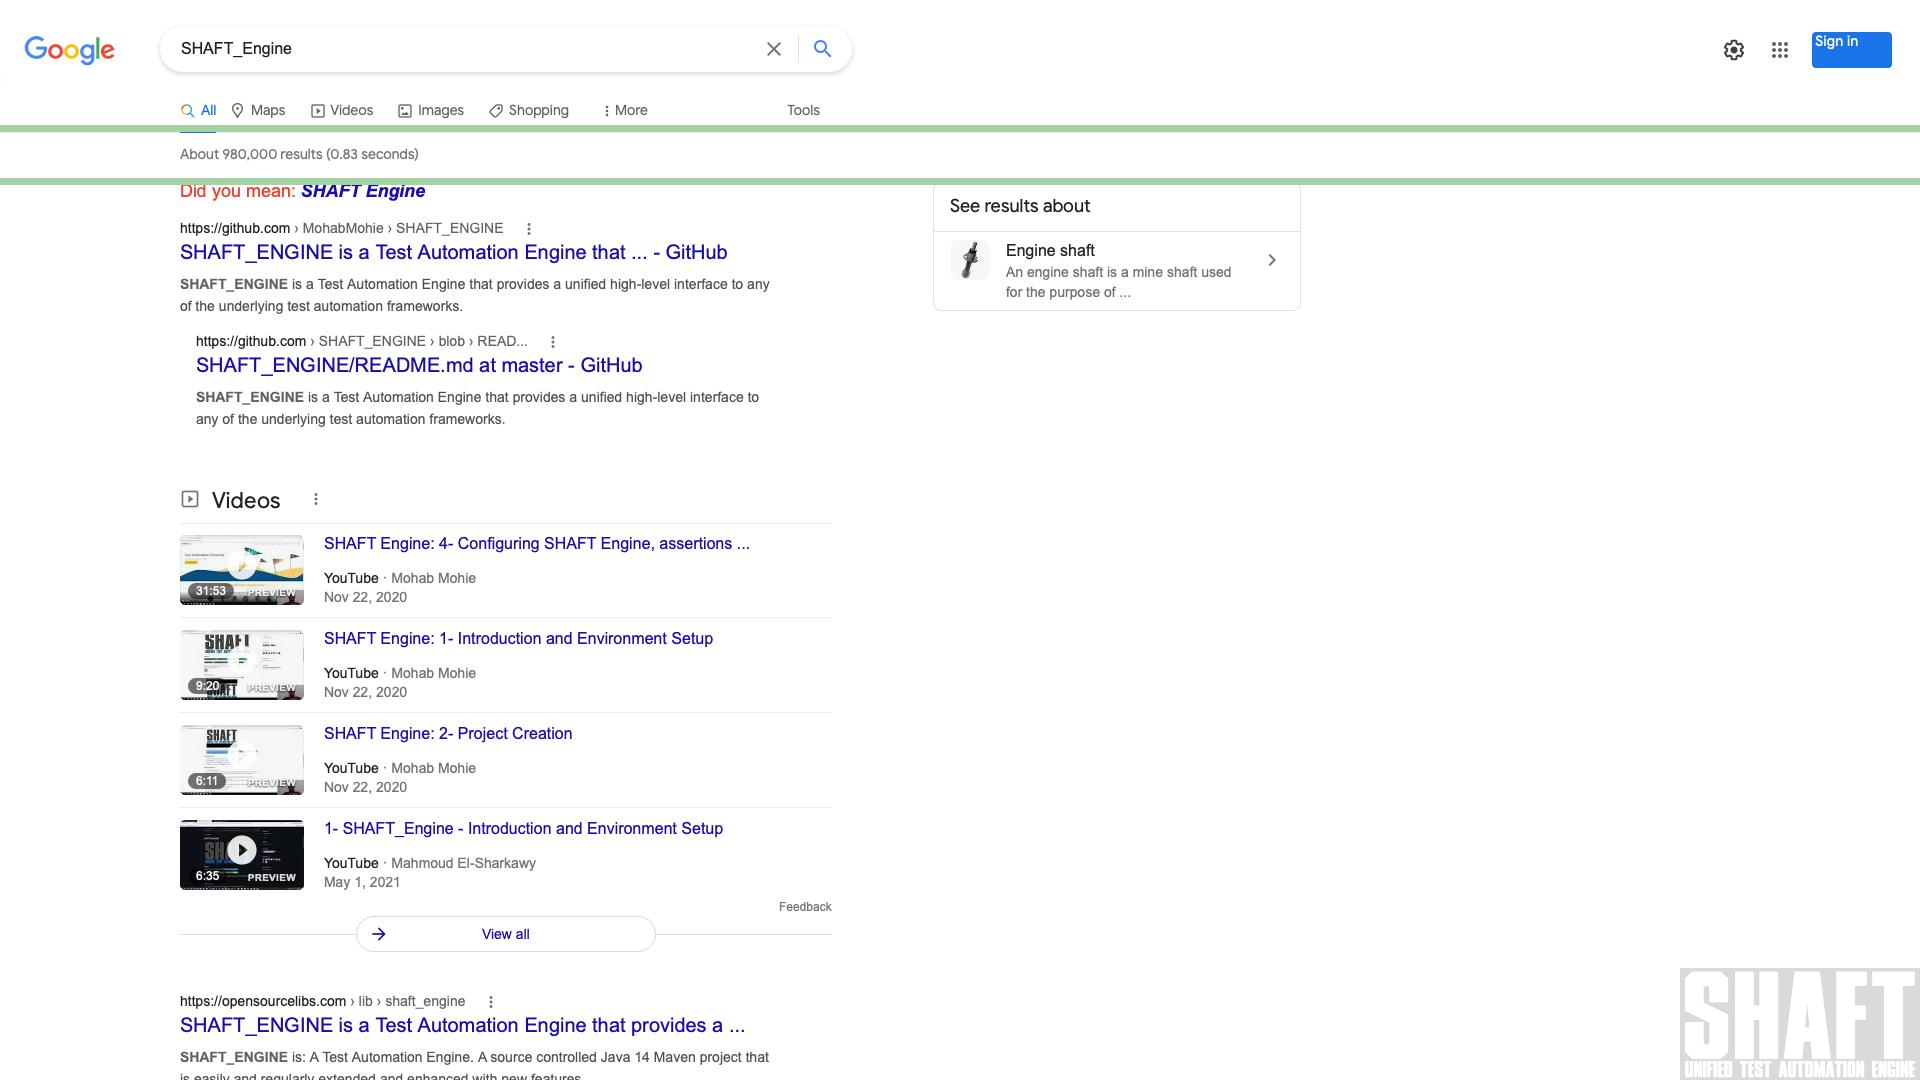 Google
SHAFT_Engine
Sign in
All
Maps
Videos
Images
Shopping
More
Tools
About 980,000 results (0.83 seconds)
Did you mean: SHAFT Engine
https://github.com › MohabMohie › SHAFT_ENGINE
SHAFT_ENGINE is a Test Automation Engine that ... - GitHub
SHAFT_ENGINE is a Test Automation Engine that provides a unified high-level interface to any
of the underlying test automation frameworks.
https://github.com › SHAFT_ENGINE › blob › READ...
SHAFT_ENGINE/README.md at master - GitHub
SHAFT_ENGINE is a Test Automation Engine that provides a unified high-level interface to
any of the underlying test automation frameworks.
See results about
Engine shaft
An engine shaft is a mine shaft used
for the purpose of ...
Videos
31:53
PREVIEW
SHAFT Engine: 4- Configuring SHAFT Engine, assertions ...
YouTube · Mohab Mohie
Nov 22, 2020
SHAFT
9:20
PREVIEW
SHAFT Engine: 1- Introduction and Environment Setup
YouTube · Mohab Mohie
Nov 22, 2020
SHAFT
6:11
PREVIEW
SHAFT Engine: 2- Project Creation
YouTube · Mohab Mohie
Nov 22, 2020
6:35
PREVIEW
1- SHAFT_Engine - Introduction and Environment Setup
YouTube · Mahmoud El-Sharkawy
May 1, 2021
Feedback
View all
https://opensourcelibs.com › lib › shaft_engine
SHAFT_ENGINE is a Test Automation Engine that provides a ...
SHAFT_ENGINE is: A Test Automation Engine. A source controlled Java 14 Maven project that
is easily and regularly extended and enhanced with new features.
SHAFT
UNIFIED TEST AUTOMATION ENGINE